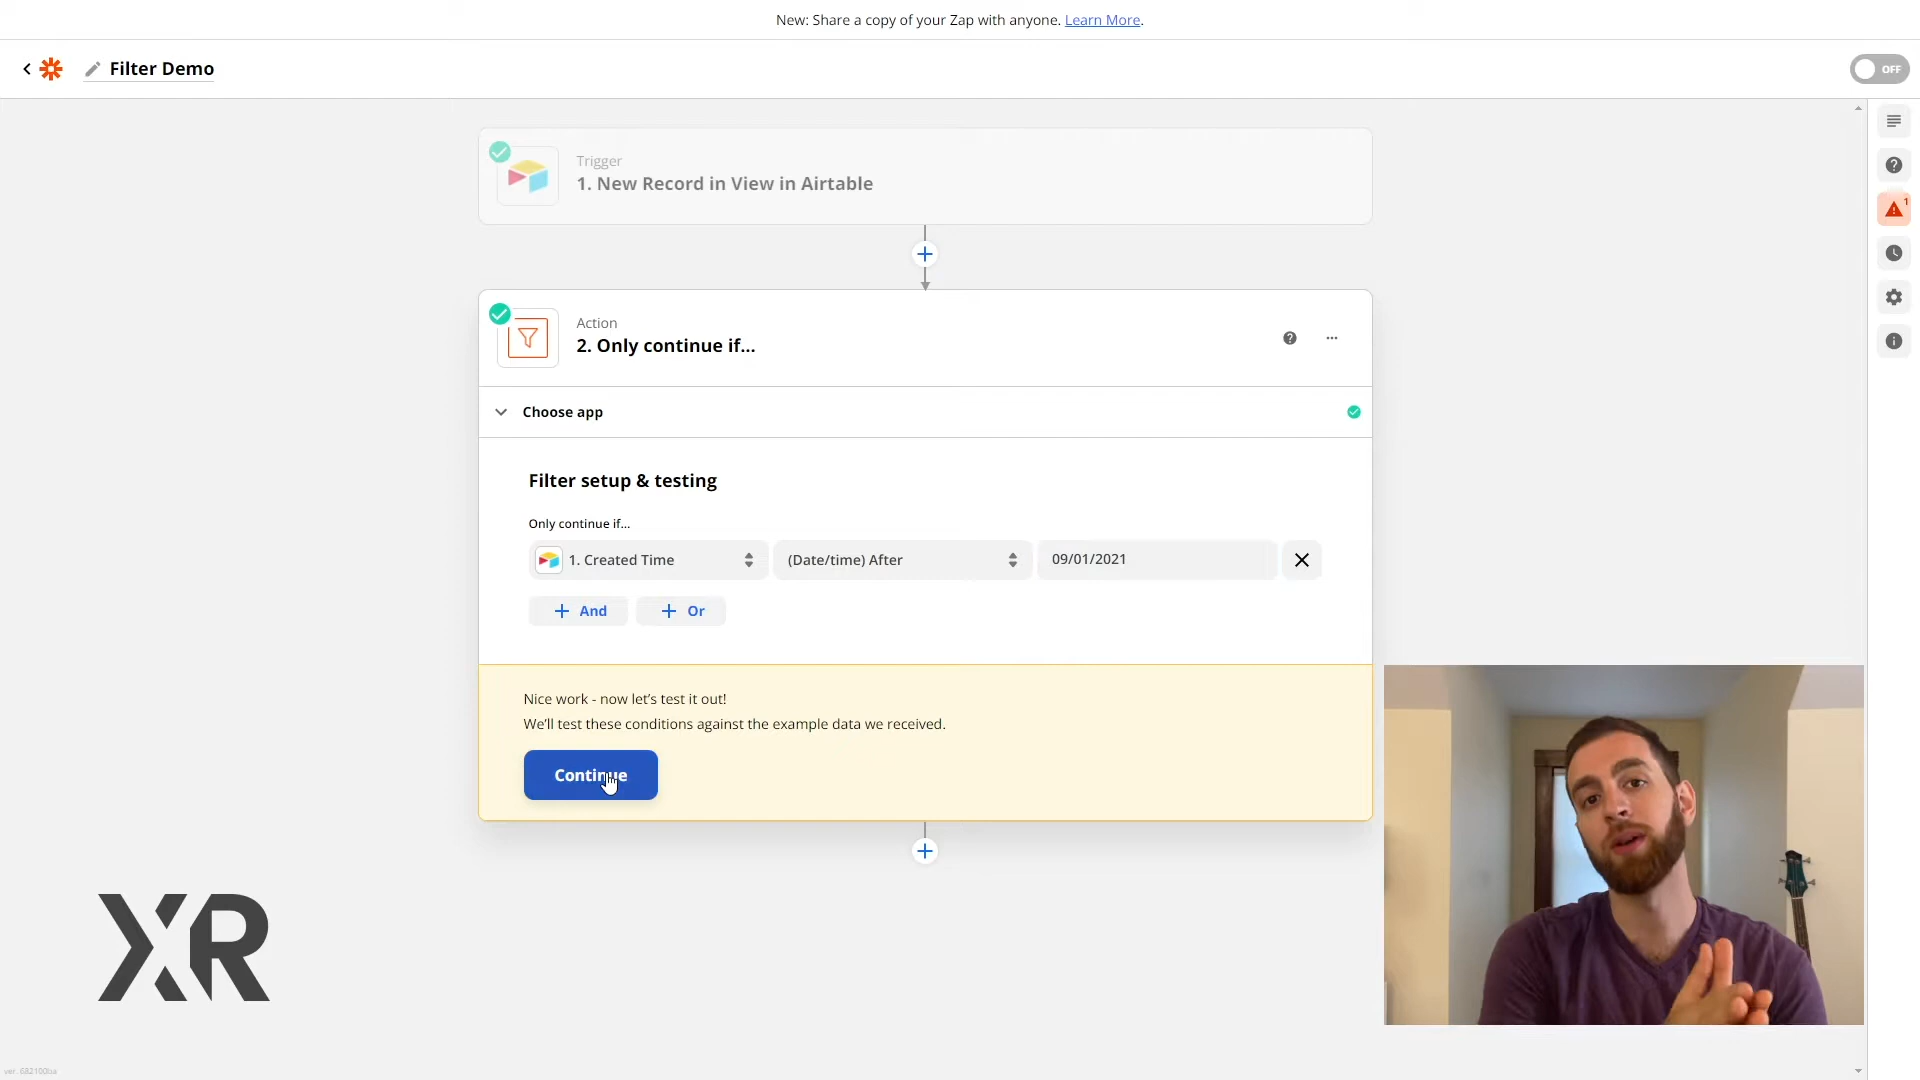 New: Share a copy of your Zap with anyone. Learn More.
Filter Demo
OFF
Trigger
1. New Record in View in Airtable
1
Action
2. Only continue if...
Choose app
Filter setup & testing
Only continue if...
1. Created Time
(Date/time) After
09/01/2021
And
Or
Nice work - now let's test it out!
We'll test these conditions against the example data we received.
Continue
XR
ver. 682100ba